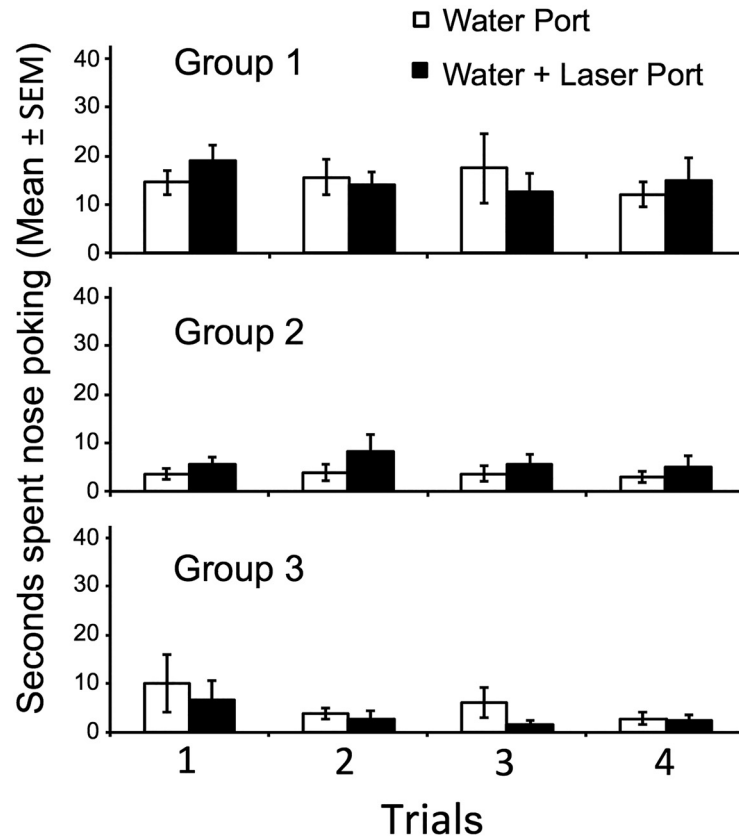 Water Port
Water + Laser Port
Seconds spent nose poking (Mean ± SEM)
Group 1
40
30
20
10
0
Group 2
40
30
20
10
0
Group 3
40
30
20
10
0
1 2 3 4
Trials